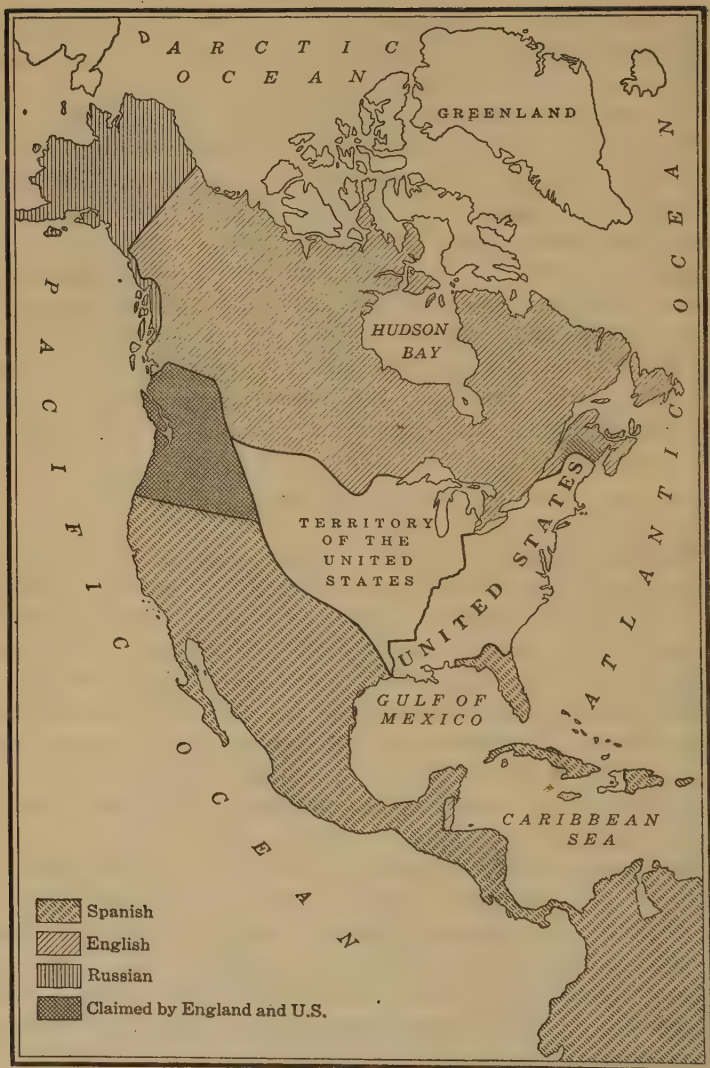 ARCTIC
OCEAN
GREENLAND
HUDSON
BAY
PACIFIC OCEAN
ATLANTIC OCEAN
TERRITORY
OF THE
UNITED
STATES
UNITED STATES
GULF OF
MEXICO
CARIBBEAN
SEA
Spanish
English
Russian
Claimed by England and U.S.